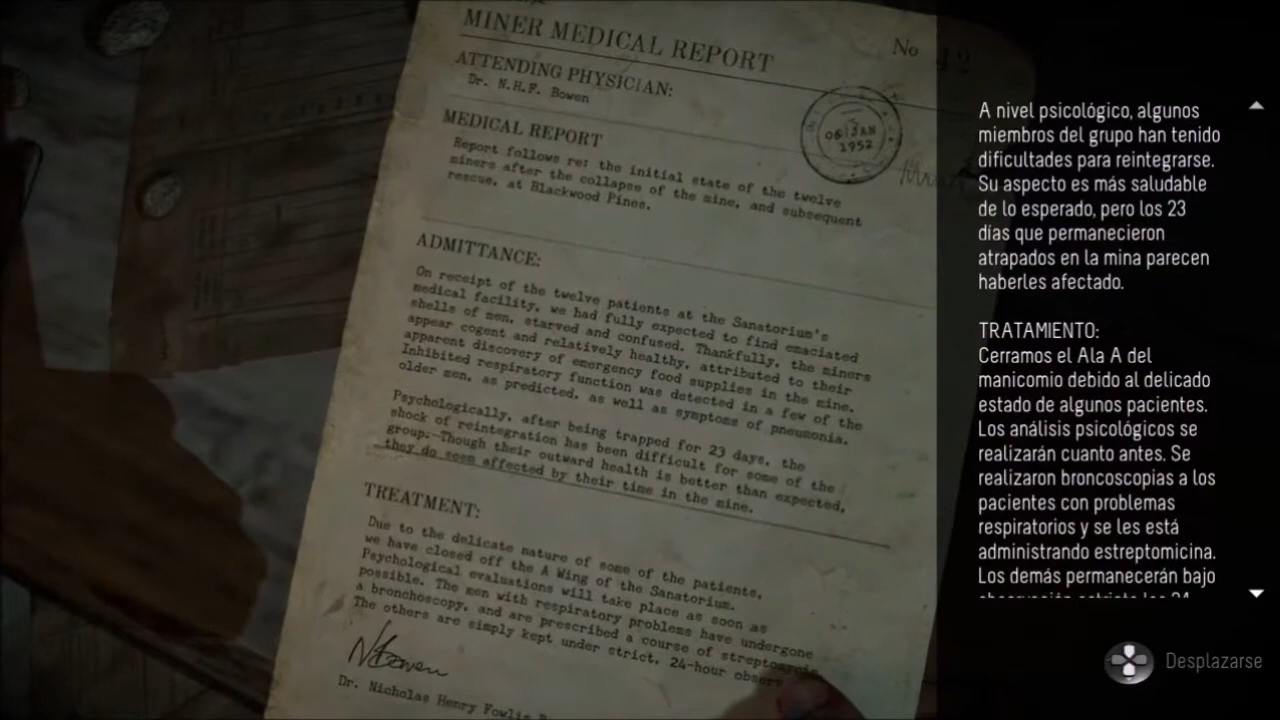 MINER MEDICAL REPORT
No 42
ATTENDING PHYSICIAN:
Dr. N.H.F. Bowen
06 JAN
1952
MEDICAL REPORT
Report follows re: the initial state of the twelve
miners after the collapse of the mine, and subsequent
rescue, at Blackwood Pines.
ADMITTANCE:
On receipt of the twelve patients at the Sanatorium's
medical facility, we had fully expected to find emaciated
shells of men, starved and confused. Thankfully, the miners
appear cogent and relatively healthy, attributed to their
apparent discovery of emergency food supplies in the mine.
Inhibited respiratory function was detected in a few of the
older men, as predicted, as well as symptoms of pneumonia.
Psychologically, after being trapped for 23 days, the
shock of reintegration has been difficult for some of the
group. Though their outward health is better than expected,
they do seem affected by their time in the mine.
TREATMENT:
Due to the delicate nature of some of the patients,
we have closed off the A Wing of the Sanatorium.
Psychological evaluations will take place as soon as
possible. The men with respiratory problems have undergone
a bronchoscopy, and are prescribed a course of streptomycin.
The others are simply kept under strict, 24-hour observ
NBowen
Dr. Nicholas Henry Fowlis
A nivel psicológico, algunos
miembros del grupo han tenido
dificultades para reintegrarse.
Su aspecto es más saludable
de lo esperado, pero los 23
días que permanecieron
atrapados en la mina parecen
haberles afectado.
TRATAMIENTO:
Cerramos el Ala A del
manicomio debido al delicado
estado de algunos pacientes.
Los análisis psicológicos se
realizarán cuanto antes. Se
realizaron broncoscopias a los
pacientes con problemas
respiratorios y se les está
administrando estreptomicina.
Los demás permanecerán bajo
observación estricta las 24
Desplazarse